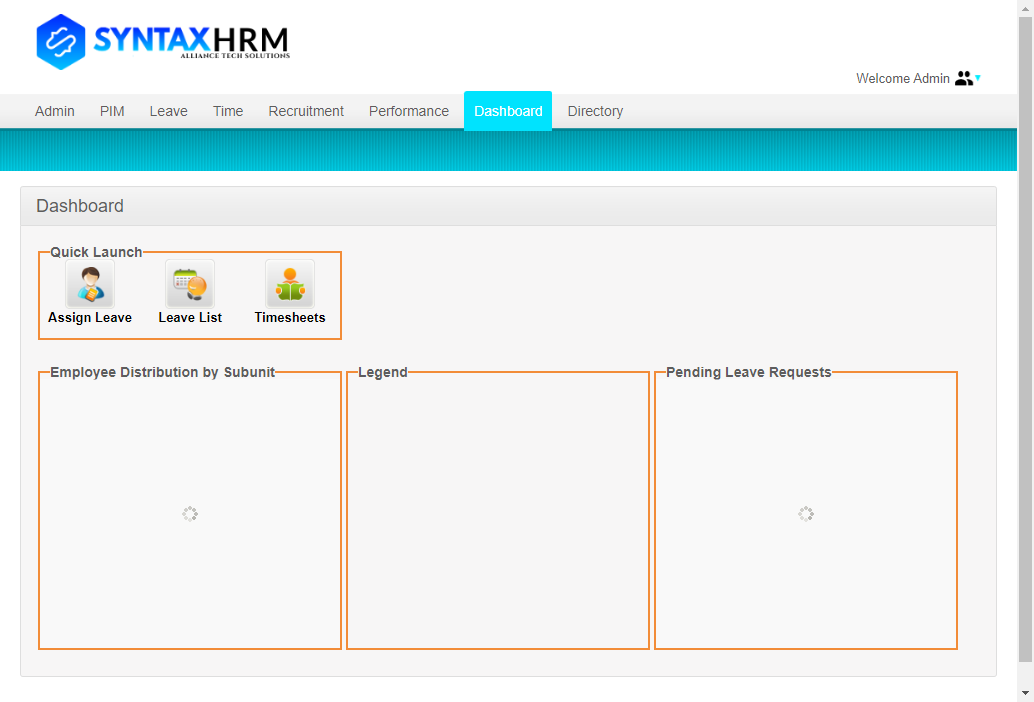 SYNTAXHRM
ALLIANCE TECH SOLUTIONS
Welcome Admin
Admin PIM Leave Time Recruitment Performance Dashboard Directory
Dashboard
Quick Launch
Assign Leave Leave List Timesheets
Employee Distribution by Subunit Legend Pending Leave Requests